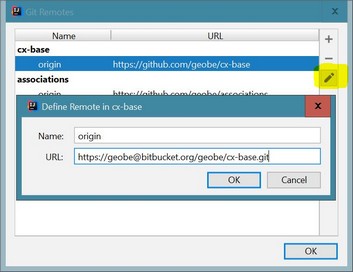 Git Remotes
Name URL
cx-base
origin https://github.com/geobe/cx-base
associations
origin https://github.com/geobe/associations
Define Remote in cx-base
Name: origin
URL: https://geobe@bitbucket.org/geobe/cx-base.git
OK Cancel
OK